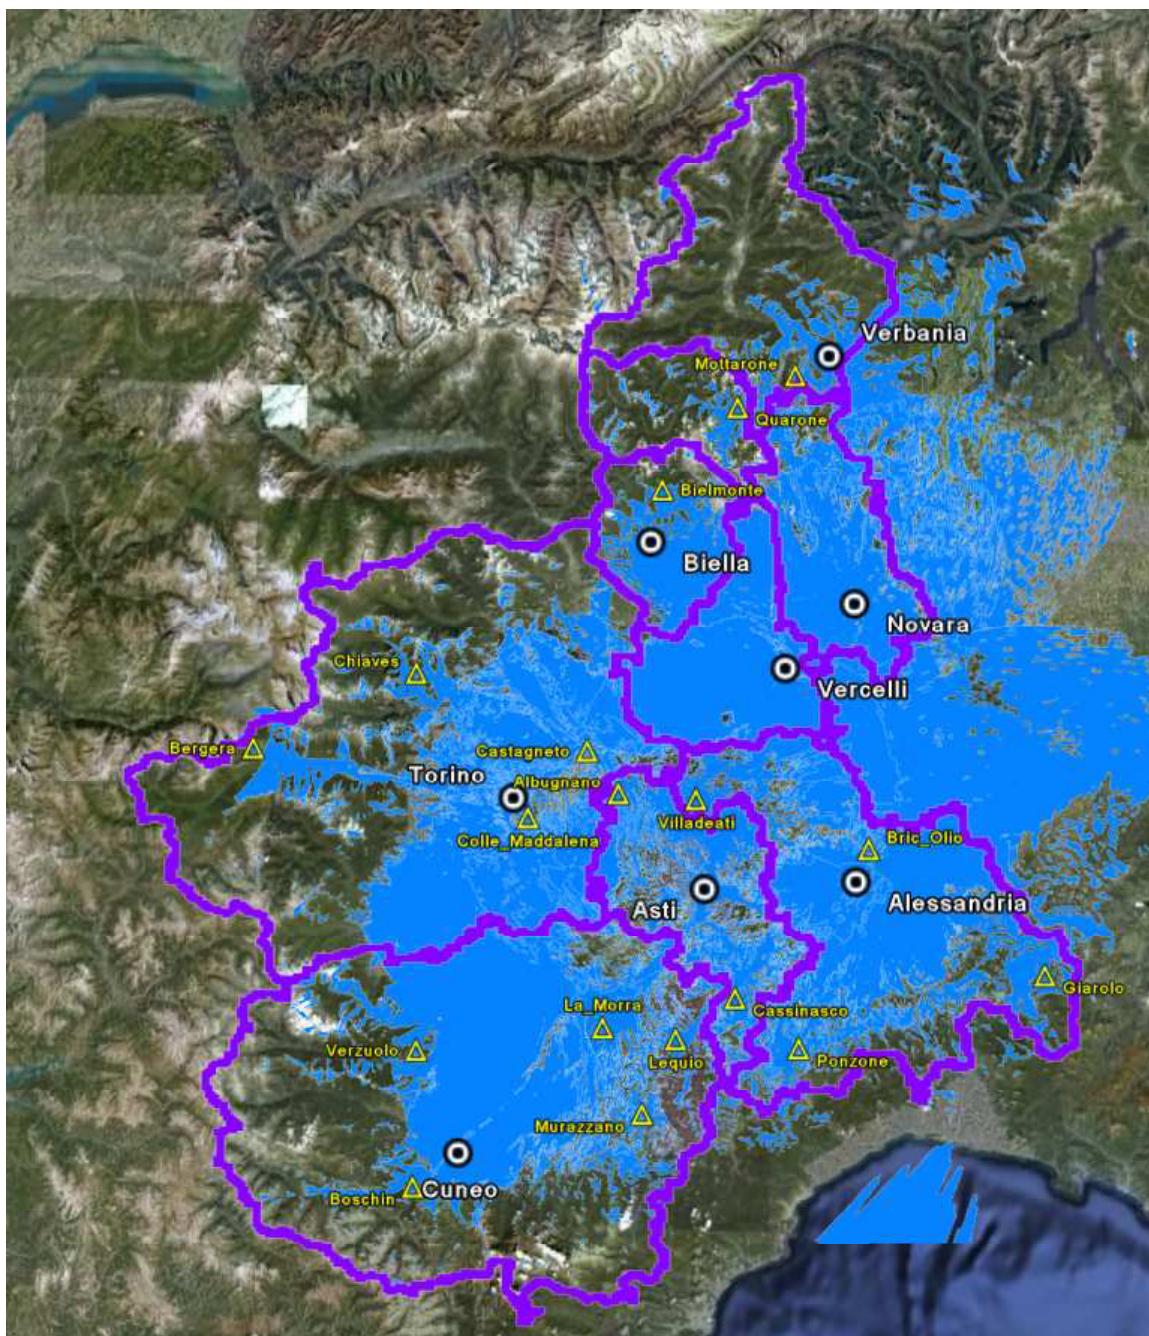 Verbania
Mottarone
Quarone
Bielmonte
Biella
Novara
Chiaves
Vercelli
Bergera
Castagneto
Torino
Albugnano
Villadeati
Colle_Maddalena
Bric_Olio
Asti
Alessandria
Giarolo
La_Morra
Cassinasco
Verzuolo
Lequio
Ponzone
Murazzano
Cuneo
Boschin